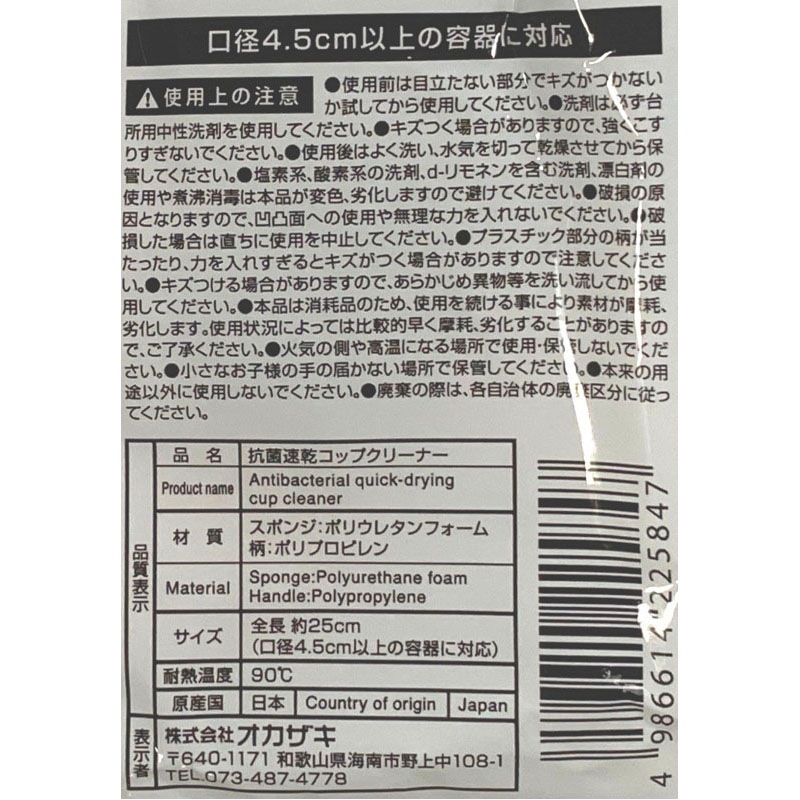 口径4.5cm以上の容器に対応
使用上の注意 ●使用前は目立たない部分でキズがつかない
か試してから使用してください。●洗剤は必ず台
所用中性洗剤を使用してください。●キズつく場合がありますので、強くこす
りすぎないでください。●使用後はよく洗い、水気を切って乾燥させてから保
管してください。●塩素系、酸素系の洗剤、d-リモネンを含む洗剤、漂白剤の
使用や煮沸消毒は本品が変色、劣化しますので避けてください。●破損の原
因となりますので、凹凸面への使用や無理な力を入れないでください。●破
損した場合は直ちに使用を中止してください。●プラスチック部分の柄が当
たったり、力を入れすぎるとキズがつく場合がありますので注意してくださ
い。●キズつける場合がありますので、あらかじめ異物等を洗い流してから使
用してください。●本品は消耗品のため、使用を続ける事により素材が摩耗、
劣化します。使用状況によっては比較的早く摩耗、劣化することがありますの
で、ご了承ください。●火気の側や高温になる場所で使用・保管しないでくだ
さい。●小さなお子様の手の届かない場所で保管してください。●本来の用
途以外に使用しないでください。●廃棄の際は、各自治体の廃棄区分に従っ
てください。
品質表示
品 名 抗菌速乾コップクリーナー
Product name Antibacterial quick-drying
cup cleaner
材 質 スポンジ:ポリウレタンフォーム
柄:ポリプロピレン
Material Sponge:Polyurethane foam
Handle:Polypropylene
サイズ 全長 約25cm
(口径4.5cm以上の容器に対応)
耐熱温度 90℃
原産国 日本 Country of origin Japan
表示者
株式会社オカザキ
〒640-1171 和歌山県海南市野上中108-1
TEL.073-487-4778
4 986614 225847